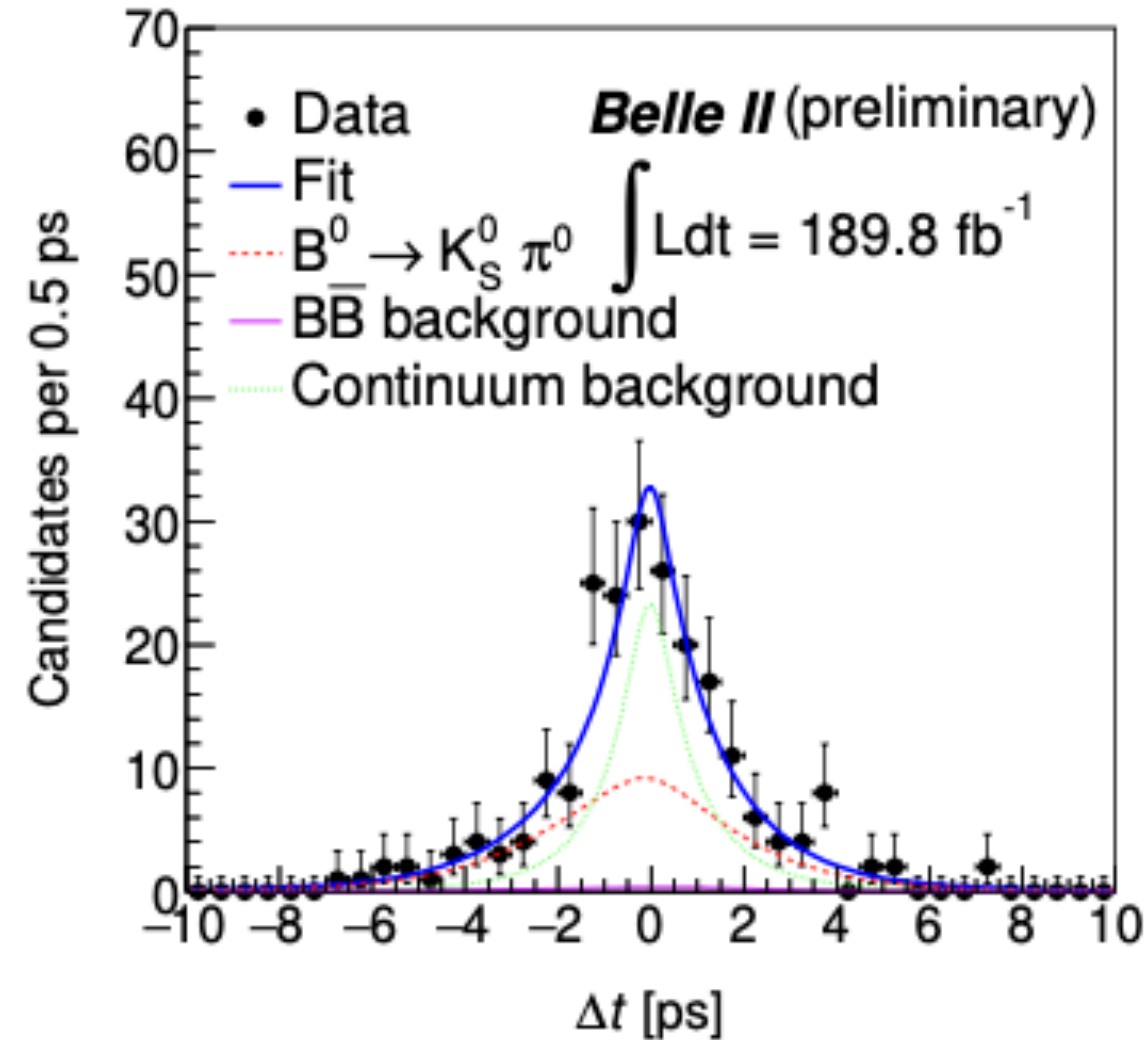 70
60
50
40
30
20
10
0
Candidates per 0.5 ps
Data
Fit
B⁰ → K⁰_S π⁰
BB̅ background
Continuum background
Belle II (preliminary)
∫Ldt = 189.8 fb⁻¹
−10 −8 −6 −4 −2 0 2 4 6 8 10
Δt [ps]